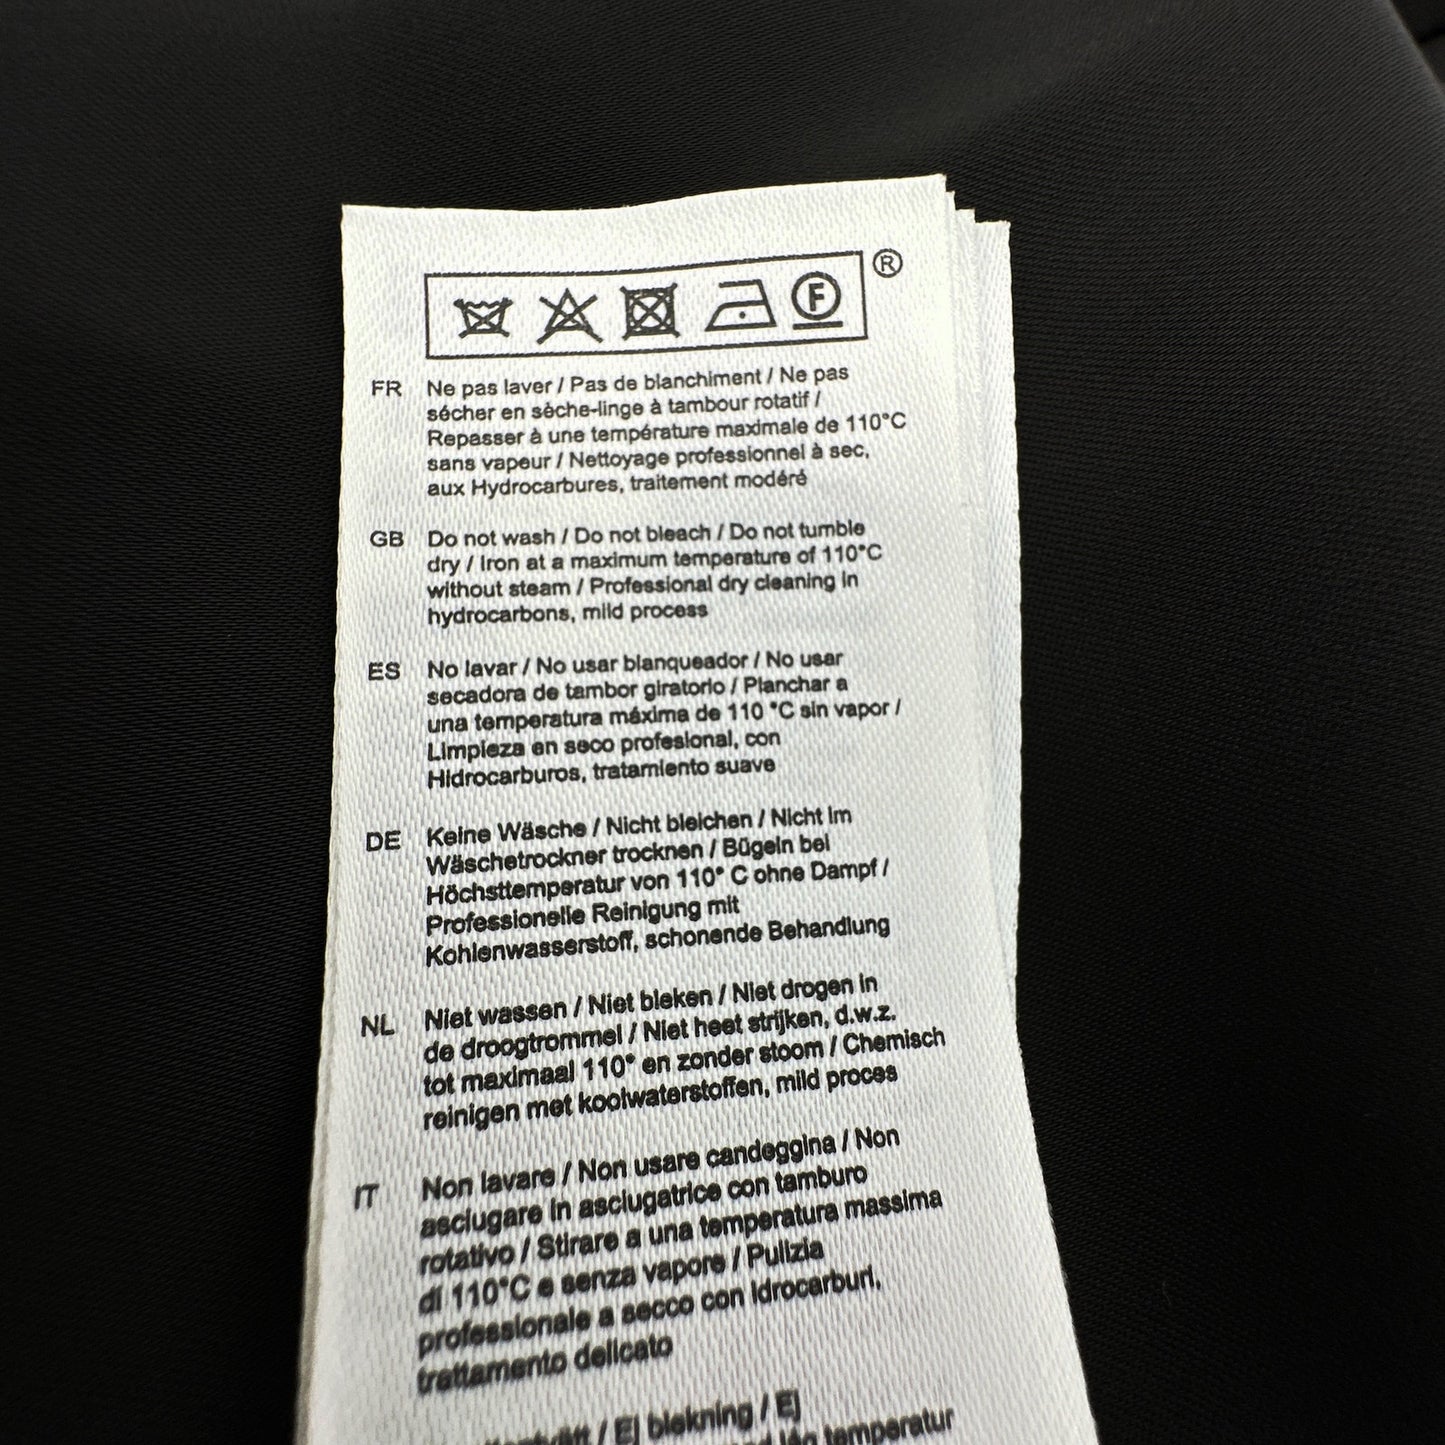 ®
F
FR Ne pas laver / Pas de blanchiment / Ne pas
sécher en sèche-linge à tambour rotatif /
Repasser à une température maximale de 110°C
sans vapeur / Nettoyage professionnel à sec,
aux Hydrocarbures, traitement modéré
GB Do not wash / Do not bleach / Do not tumble
dry / Iron at a maximum temperature of 110°C
without steam / Professional dry cleaning in
hydrocarbons, mild process
ES No lavar / No usar blanqueador / No usar
secadora de tambor giratorio / Planchar a
una temperatura máxima de 110 °C sin vapor /
Limpieza en seco profesional, con
Hidrocarburos, tratamiento suave
DE Keine Wäsche / Nicht bleichen / Nicht im
Wäschetrockner trocknen / Bügeln bei
Höchsttemperatur von 110° C ohne Dampf /
Professionelle Reinigung mit
Kohlenwasserstoff, schonende Behandlung
NL Niet wassen / Niet bleken / Niet drogen in
de droogtrommel / Niet heet strijken, d.w.z.
tot maximaal 110° en zonder stoom / Chemisch
reinigen met koolwaterstoffen, mild proces
IT Non lavare / Non usare candeggina / Non
asciugare in asciugatrice con tamburo
rotativo / Stirare a una temperatura massima
di 110°C e senza vapore / Pulizia
professionale a secco con idrocarburi,
trattamento delicato
/ Ej blekning / Ej
låg temperatur